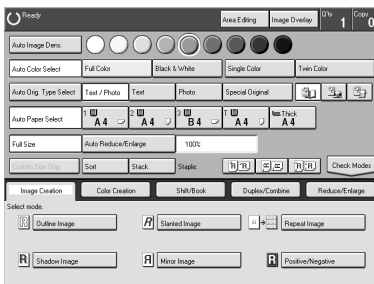 Ready Area Editing Image Overlay Q'ty 1 Copy 0
Auto Image Dens.
Auto Color Select Full Color Black & White Single Color Twin Color
Auto Orig. Type Select Text / Photo Text Photo Special Original
Auto Paper Select 1 A4 2 A4 3 B4 T A4 Thick A4
Full Size Auto Reduce/Enlarge 100%
Custom Size Orig. Sort Stack Staple: Check Modes
Image Creation Color Creation Shift/Book Duplex/Combine Reduce/Enlarge
Select mode.
R Outline Image R Slanted Image Repeat Image
R Shadow Image Я Mirror Image R Positive/Negative